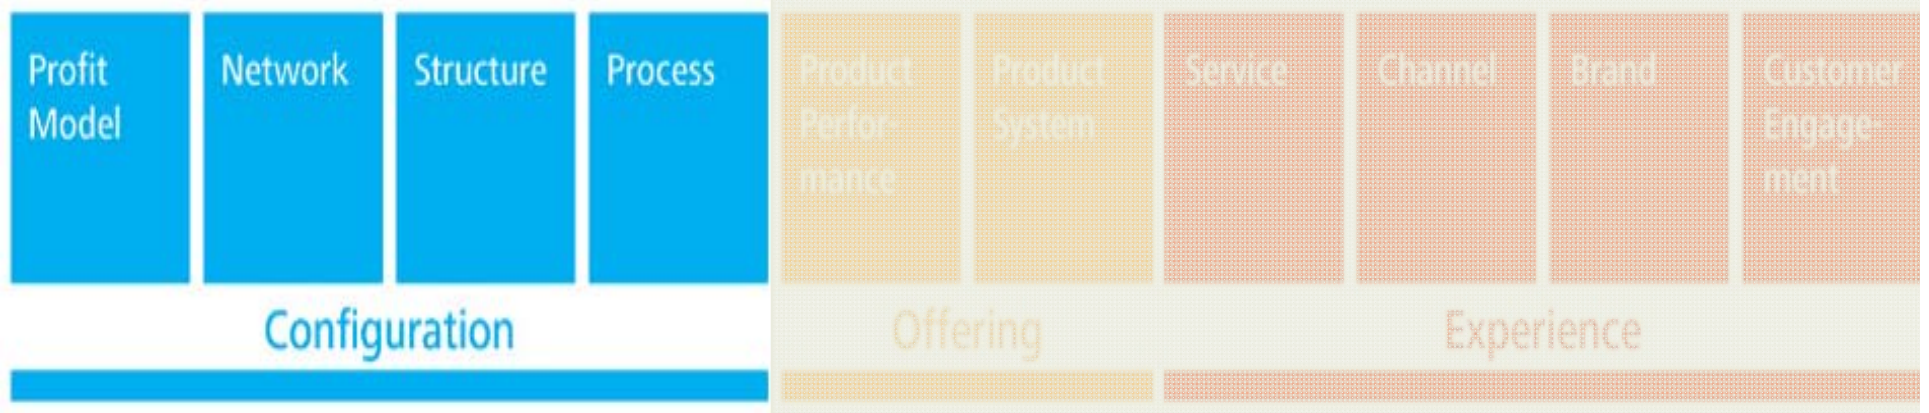 Profit
Model
Network
Structure
Process
Product
Perfor-
mance
Product
System
Service
Channel
Brand
Customer
Engage-
ment
Configuration
Offering
Experience